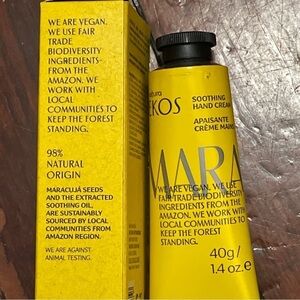 WE ARE VEGAN.
WE USE FAIR
TRADE
BIODIVERSITY
INGREDIENTS
FROM THE
AMAZON. WE
WORK WITH
LOCAL
COMMUNITIES TO
KEEP THE FOREST
STANDING.
98%
NATURAL
ORIGIN
MARACUJÁ SEEDS
AND THE EXTRACTED
SOOTHING OIL,
ARE SUSTAINABLY
SOURCED BY LOCAL
COMMUNITIES FROM
AMAZON REGION.
WE ARE AGAINST
ANIMAL TESTING.
natura
EKOS
SOOTHING
HAND CREAM
APAISANTE
CRÈME MAINS
MARA
WE ARE VEGAN. WE USE
FAIR TRADE BIODIVERSITY
INGREDIENTS FROM THE
AMAZON. WE WORK WITH
LOCAL COMMUNITIES TO
KEEP THE FOREST
STANDING.
40g/
1.4 oz.e